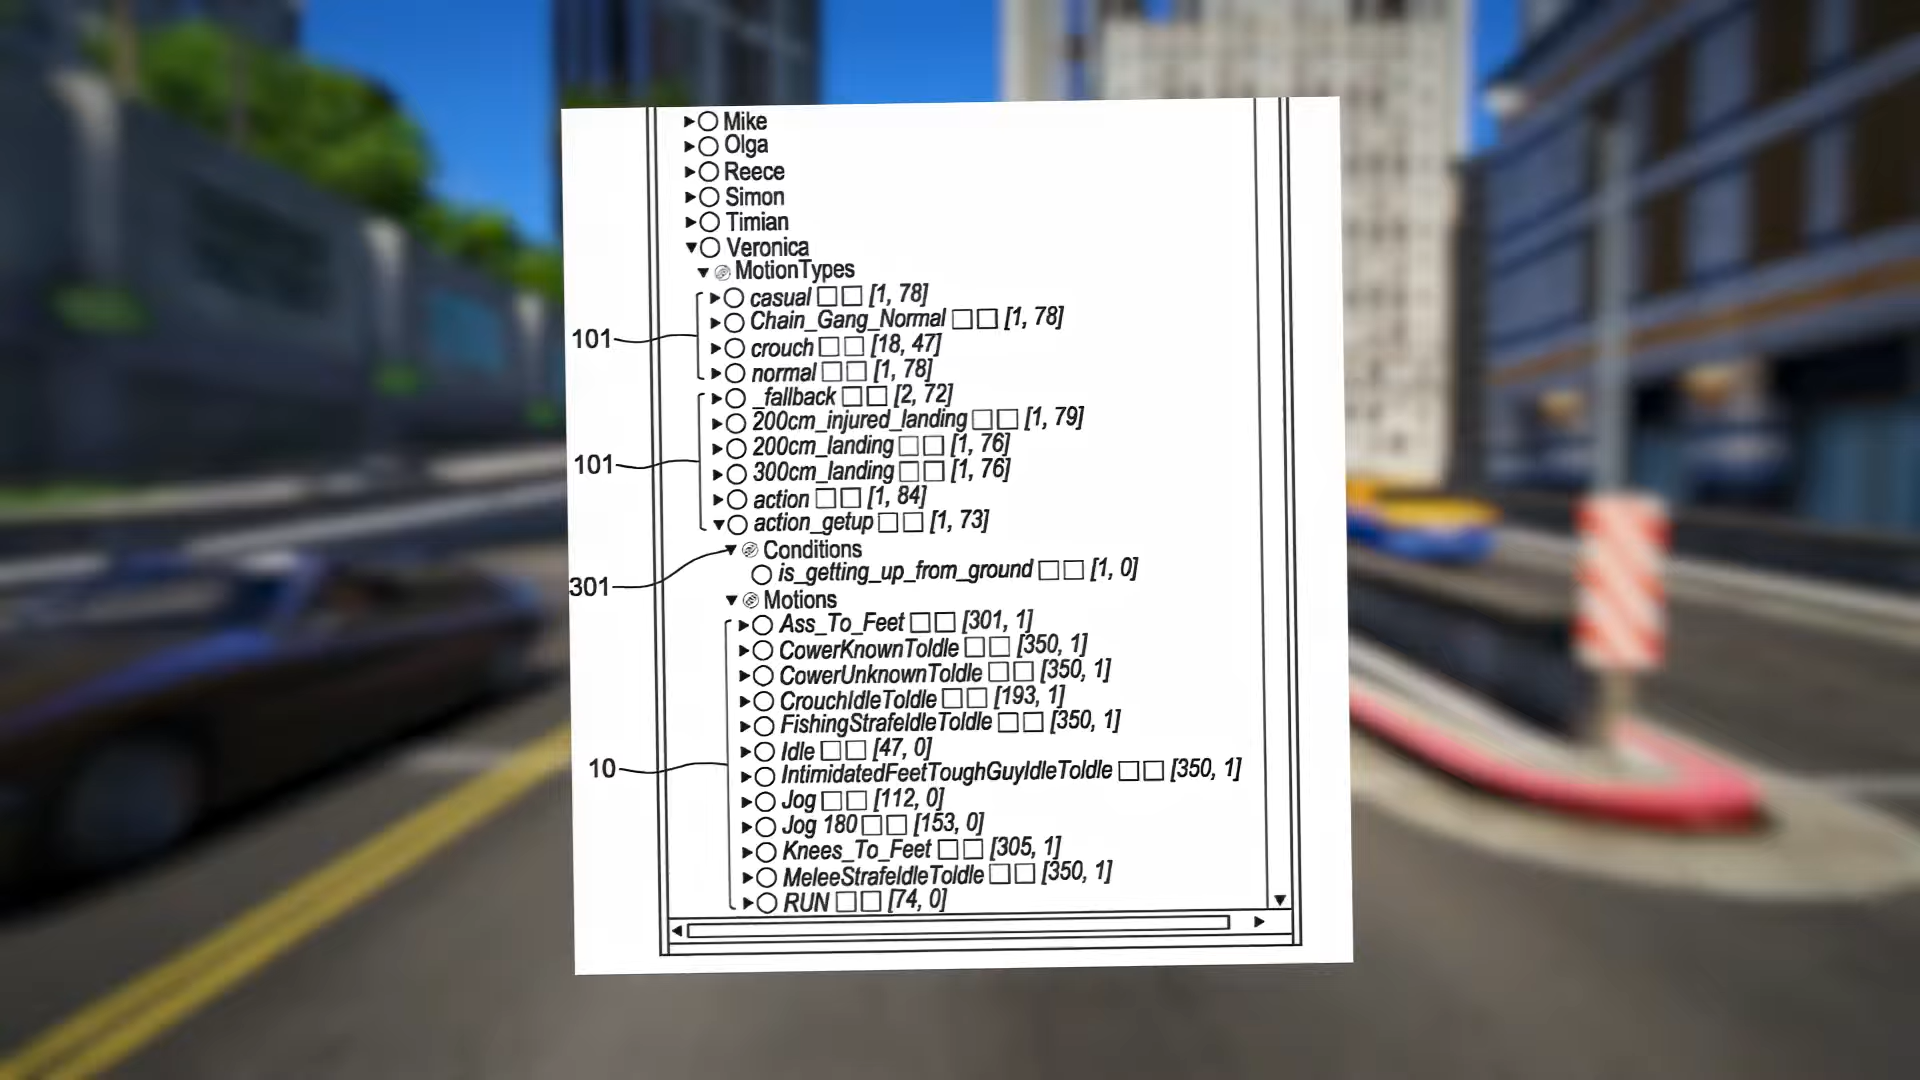 Mike
Olga
Reece
Simon
Timian
Veronica
MotionTypes
casual [1, 78]
Chain_Gang_Normal [1, 78]
101
crouch [18, 47]
normal [1, 78]
_fallback [2, 72]
200cm_injured_landing [1, 79]
200cm_landing [1, 76]
101
300cm_landing [1, 76]
action [1, 84]
action_getup [1, 73]
Conditions
301
is_getting_up_from_ground [1, 0]
Motions
Ass_To_Feet [301, 1]
CowerKnownToIdle [350, 1]
CowerUnknownToIdle [350, 1]
CrouchIdleToIdle [193, 1]
FishingStrafeIdleToIdle [350, 1]
Idle [47, 0]
10
IntimidatedFeetToughGuyIdleToIdle [350, 1]
Jog [112, 0]
Jog 180 [153, 0]
Knees_To_Feet [305, 1]
MeleeStrafeIdleToIdle [350, 1]
RUN [74, 0]